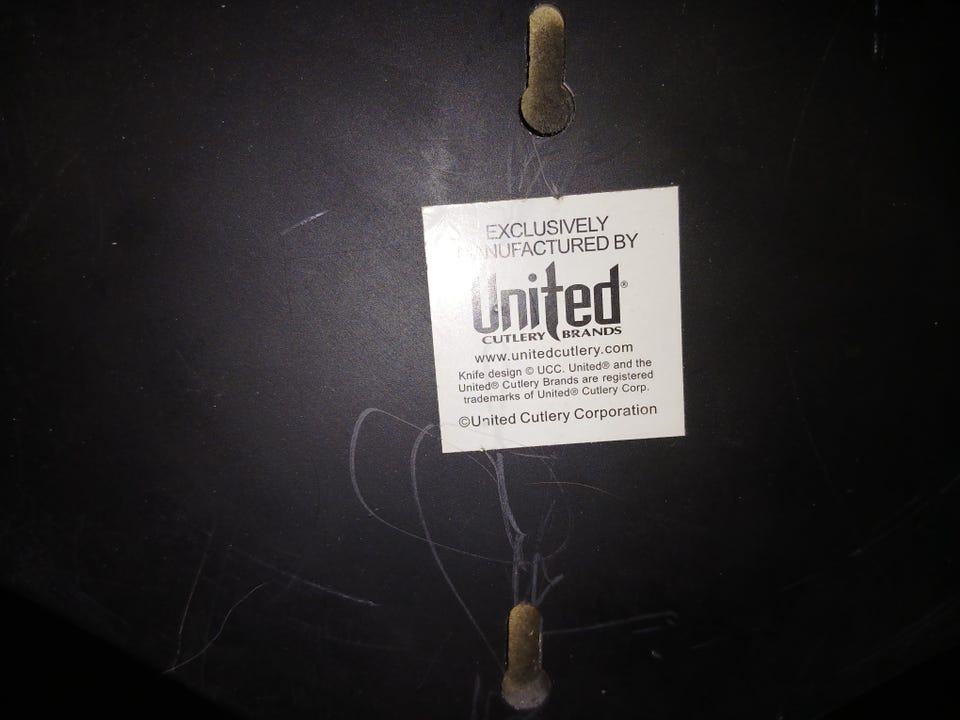 EXCLUSIVELY
MANUFACTURED BY
United®
CUTLERY BRANDS
www.unitedcutlery.com
Knife design © UCC. United® and the
United® Cutlery Brands are registered
trademarks of United® Cutlery Corp.
©United Cutlery Corporation